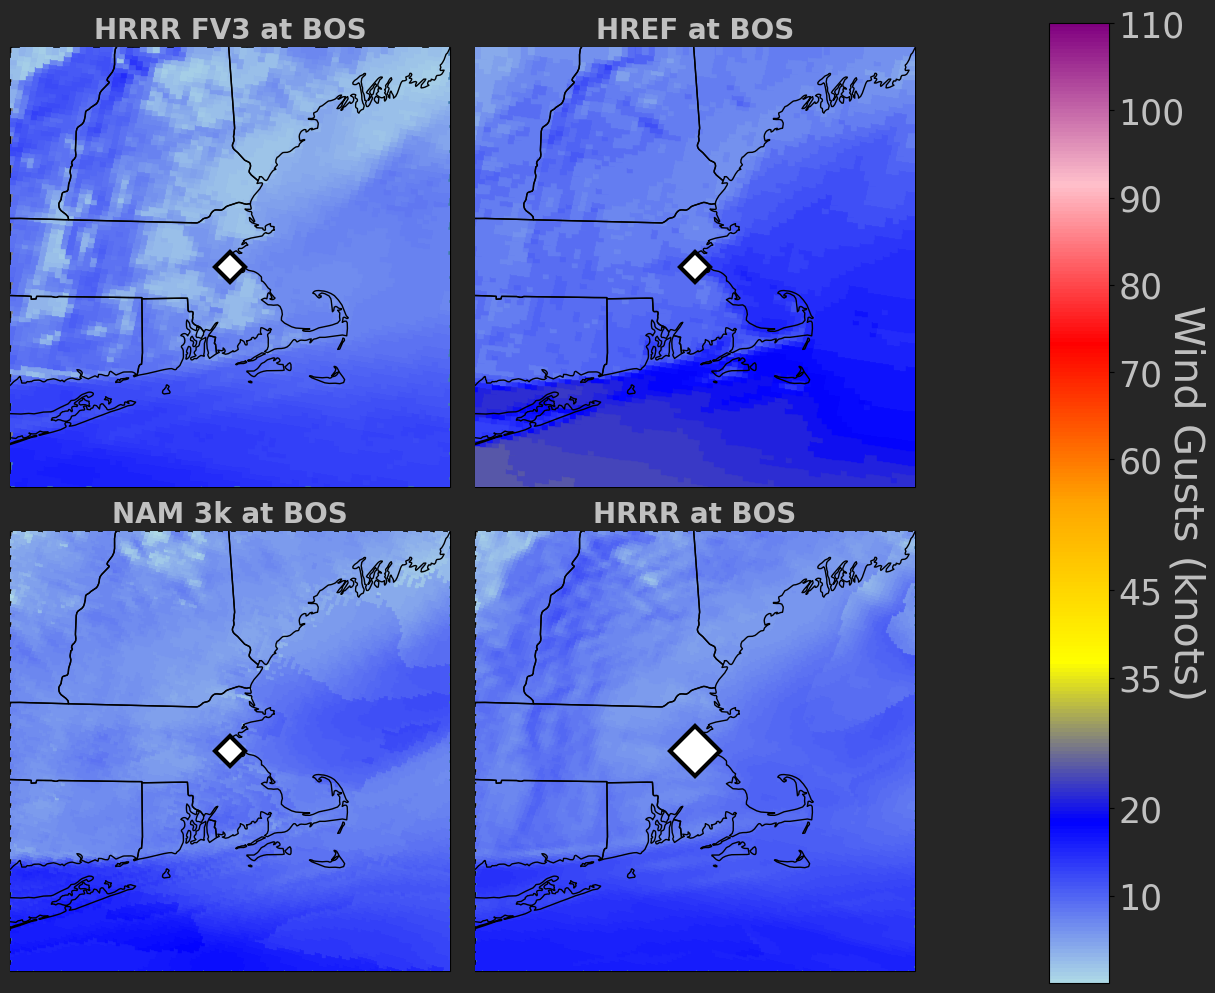 HRRR FV3 at BOS
HREF at BOS
NAM 3k at BOS
HRRR at BOS
110
100
90
80
70
60
45
35
20
10
Wind Gusts (knots)